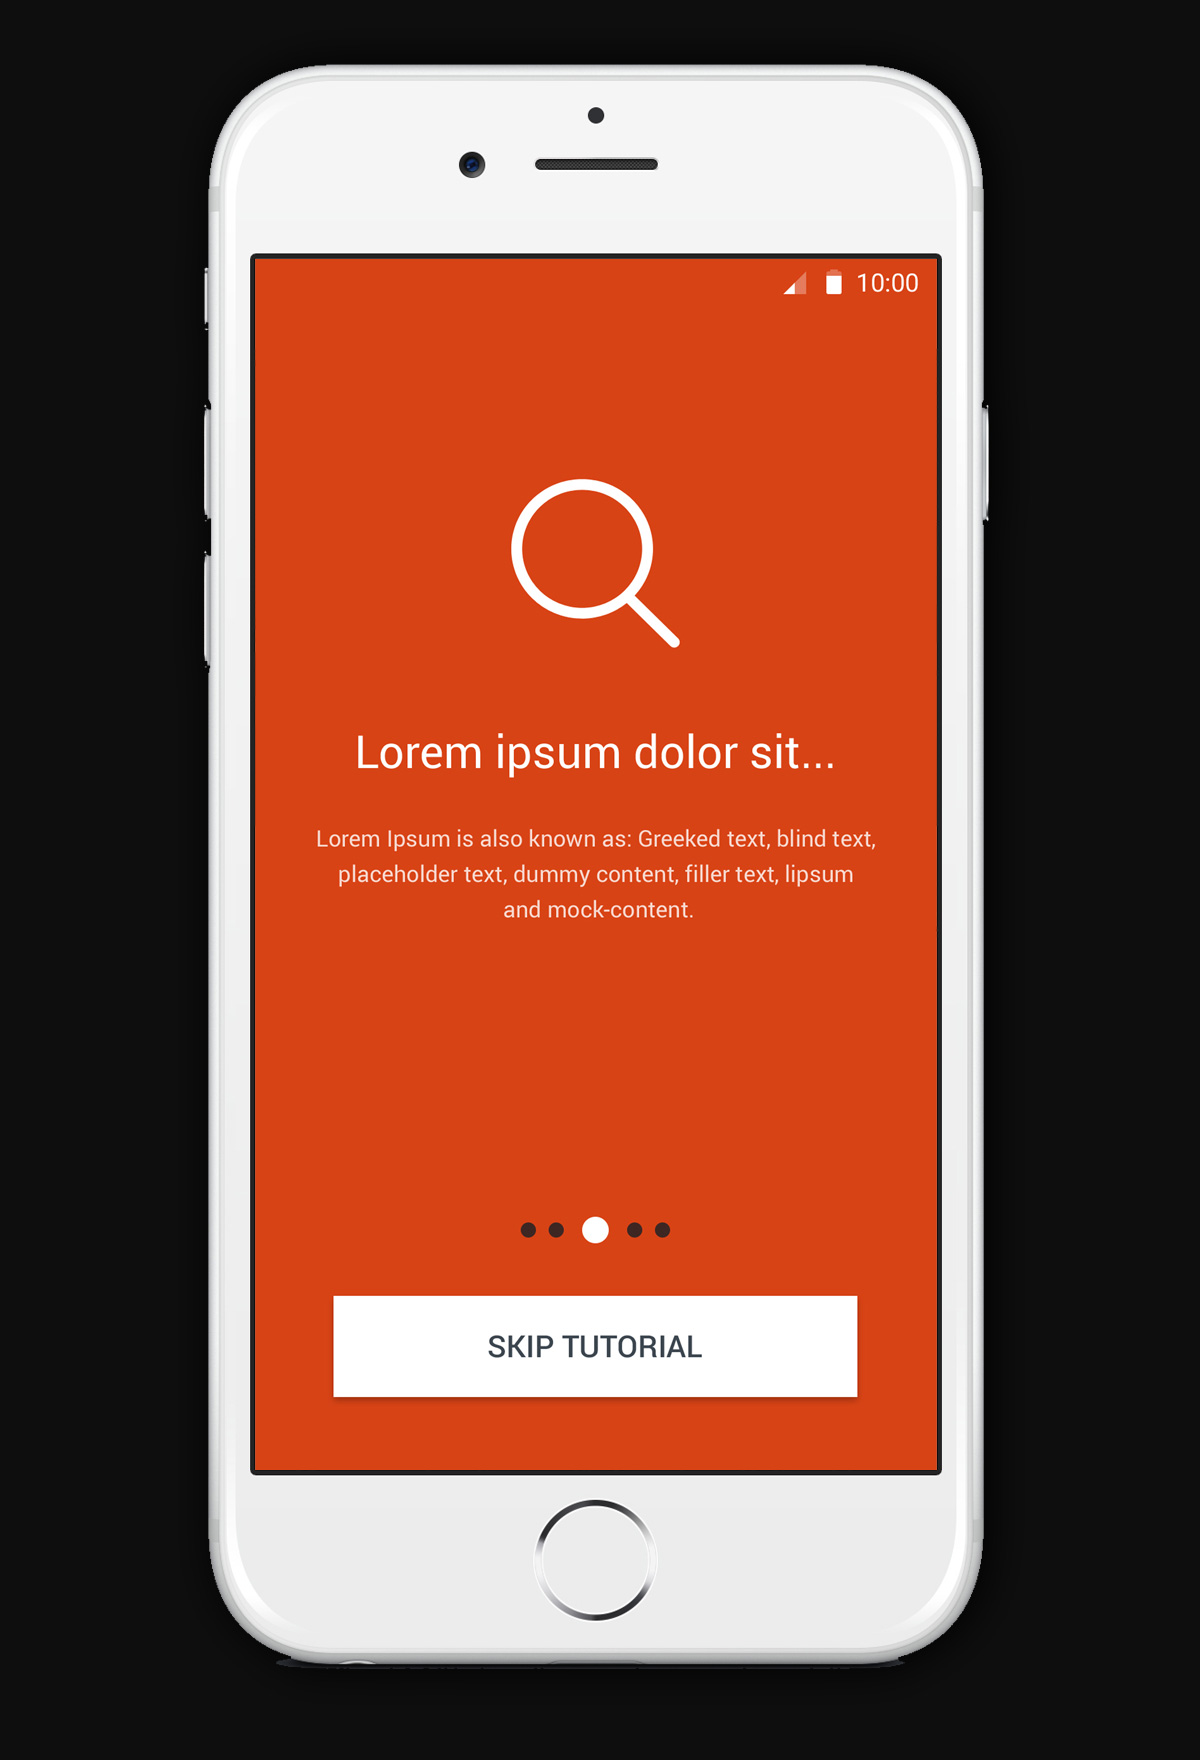 10:00
Lorem ipsum dolor sit...
Lorem Ipsum is also known as: Greeked text, blind text,
placeholder text, dummy content, filler text, lipsum
and mock-content.
SKIP TUTORIAL